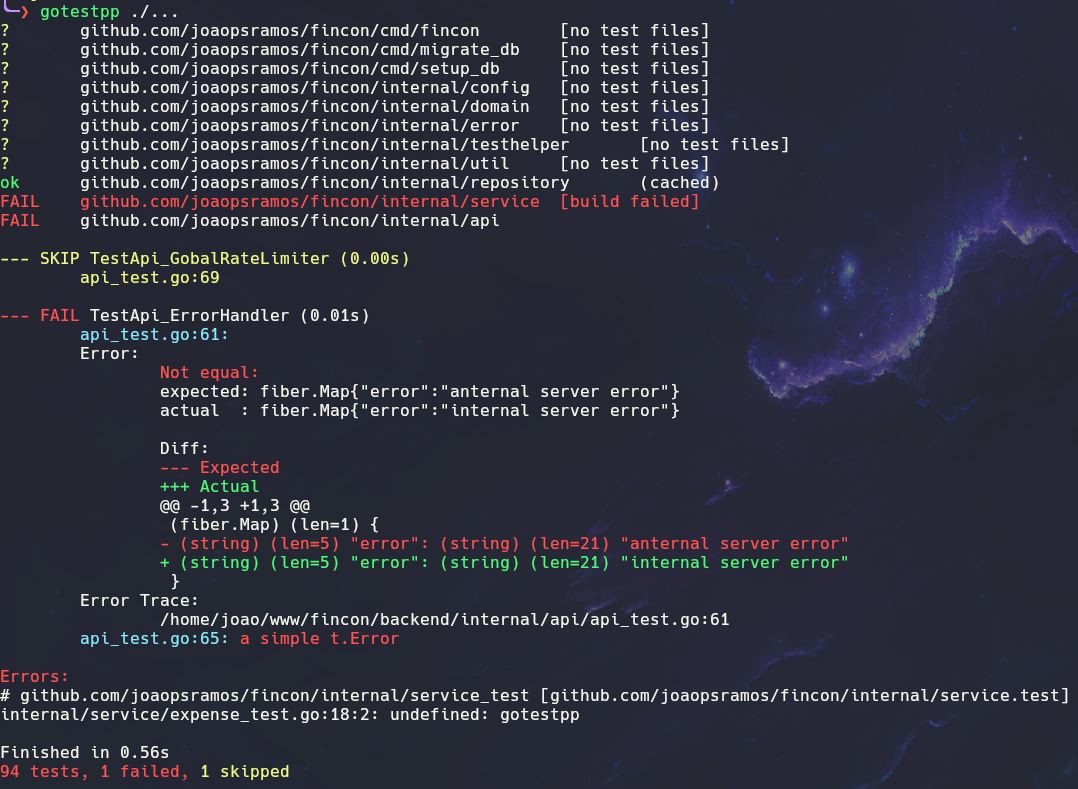 ❯ gotestpp ./...
?       github.com/joaopsramos/fincon/cmd/fincon        [no test files]
?       github.com/joaopsramos/fincon/cmd/migrate_db    [no test files]
?       github.com/joaopsramos/fincon/cmd/setup_db      [no test files]
?       github.com/joaopsramos/fincon/internal/config   [no test files]
?       github.com/joaopsramos/fincon/internal/domain   [no test files]
?       github.com/joaopsramos/fincon/internal/error    [no test files]
?       github.com/joaopsramos/fincon/internal/testhelper       [no test files]
?       github.com/joaopsramos/fincon/internal/util     [no test files]
ok      github.com/joaopsramos/fincon/internal/repository       (cached)
FAIL    github.com/joaopsramos/fincon/internal/service  [build failed]
FAIL    github.com/joaopsramos/fincon/internal/api

--- SKIP TestApi_GobalRateLimiter (0.00s)
        api_test.go:69

--- FAIL TestApi_ErrorHandler (0.01s)
        api_test.go:61:
        Error:
                Not equal:
                expected: fiber.Map{"error":"anternal server error"}
                actual  : fiber.Map{"error":"internal server error"}

                Diff:
                --- Expected
                +++ Actual
                @@ -1,3 +1,3 @@
                 (fiber.Map) (len=1) {
                - (string) (len=5) "error": (string) (len=21) "anternal server error"
                + (string) (len=5) "error": (string) (len=21) "internal server error"
                 }
        Error Trace:
                /home/joao/www/fincon/backend/internal/api/api_test.go:61
        api_test.go:65: a simple t.Error

Errors:
# github.com/joaopsramos/fincon/internal/service_test [github.com/joaopsramos/fincon/internal/service.test]
internal/service/expense_test.go:18:2: undefined: gotestpp

Finished in 0.56s
94 tests, 1 failed, 1 skipped